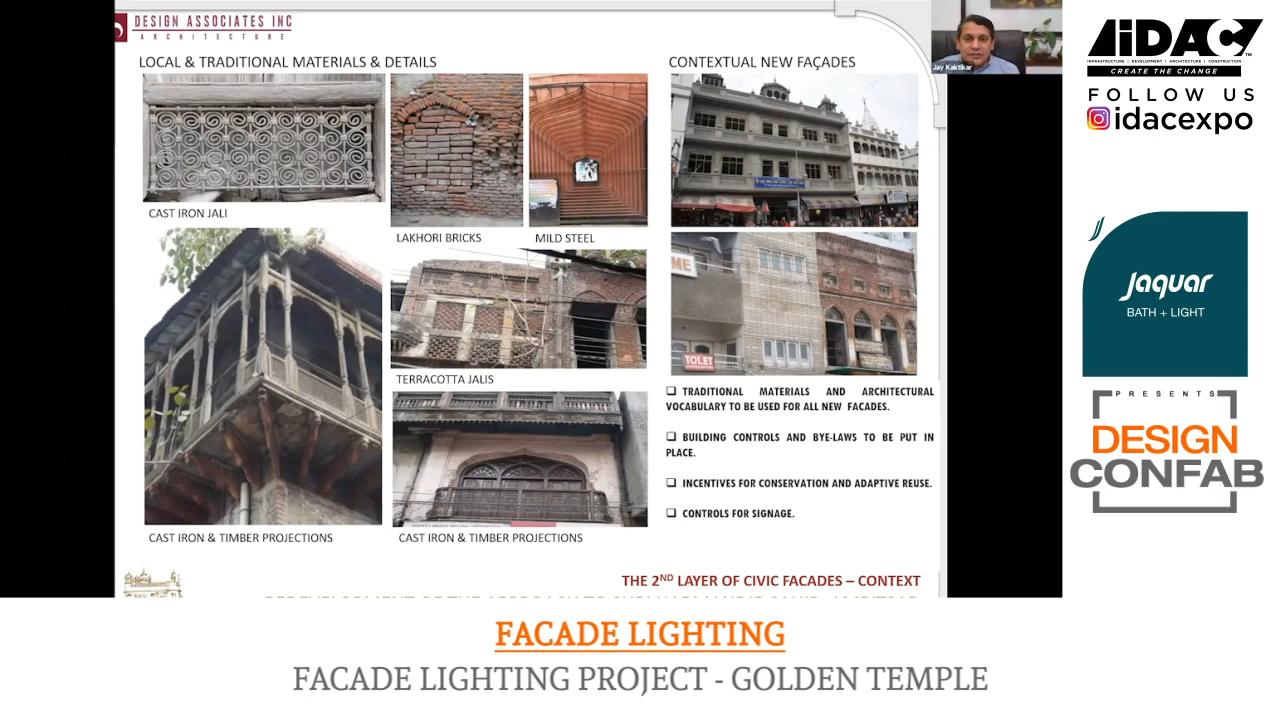 DESIGN ASSOCIATES INC
ARCHITECTURE
LOCAL & TRADITIONAL MATERIALS & DETAILS
CAST IRON JALI
LAKHORI BRICKS
MILD STEEL
TERRACOTTA JALIS
CAST IRON & TIMBER PROJECTIONS
CAST IRON & TIMBER PROJECTIONS
CONTEXTUAL NEW FAÇADES
ME
TOLET
❑ TRADITIONAL MATERIALS AND ARCHITECTURAL
VOCABULARY TO BE USED FOR ALL NEW FACADES.
❑ BUILDING CONTROLS AND BYE-LAWS TO BE PUT IN
PLACE.
❑ INCENTIVES FOR CONSERVATION AND ADAPTIVE REUSE.
❑ CONTROLS FOR SIGNAGE.
THE 2ND LAYER OF CIVIC FACADES – CONTEXT
Jay Kaktikar
AIDAC
INFRASTRUCTURE | DEVELOPMENT | ARCHITECTURE | CONSTRUCTION
CREATE THE CHANGE
FOLLOW US
idacexpo
Jaquar
BATH + LIGHT
PRESENTS
DESIGN
CONFAB
FACADE LIGHTING
FACADE LIGHTING PROJECT - GOLDEN TEMPLE